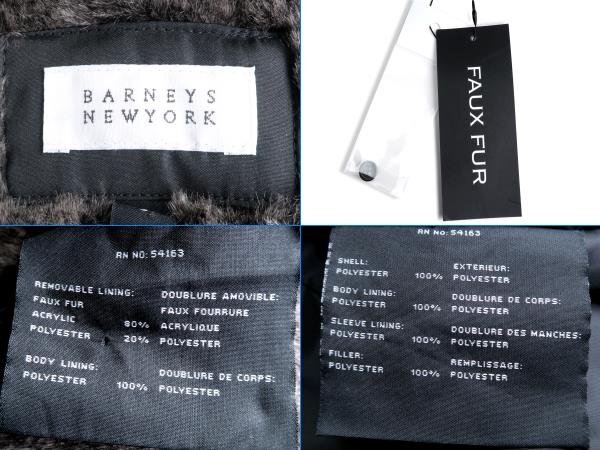 BARNEYS
NEWYORK
FAUX FUR
RN NO: 54163
REMOVABLE LINING: DOUBLURE AMOVIBLE:
FAUX FUR FAUX FOURRURE
ACRYLIC 80% ACRYLIQUE
POLYESTER 20% POLYESTER
BODY LINING: DOUBLURE DE CORPS:
POLYESTER 100% POLYESTER
RN NO: 54163
SHELL: EXTERIEUR:
POLYESTER 100% POLYESTER
BODY LINING: DOUBLURE DE CORPS:
POLYESTER 100% POLYESTER
SLEEVE LINING: DOUBLURE DES MANCHES:
POLYESTER 100% POLYESTER
FILLER: REMPLISSAGE:
POLYESTER 100% POLYESTER